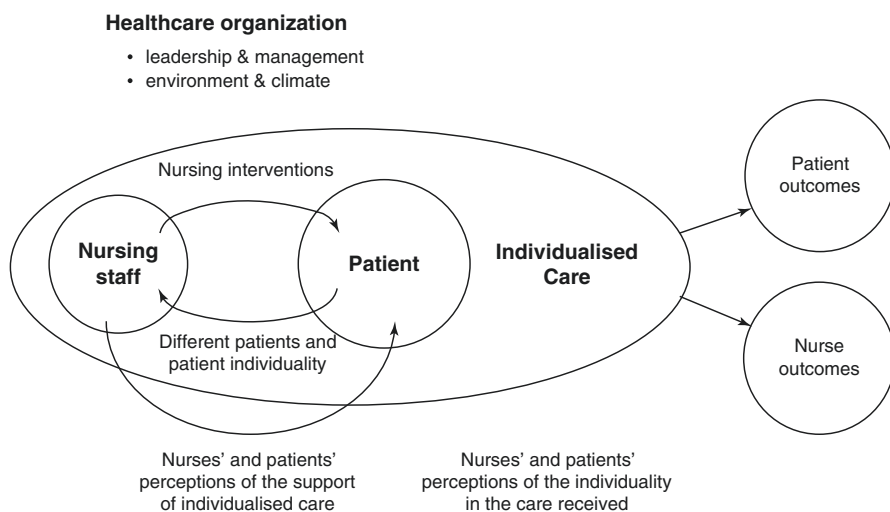 Healthcare organization
• leadership & management
• environment & climate
Nursing interventions
Nursing
staff
Patient
Individualised
Care
Different patients and
patient individuality
Patient
outcomes
Nurse
outcomes
Nurses’ and patients’
perceptions of the support
of individualised care
Nurses’ and patients’
perceptions of the individuality
in the care received